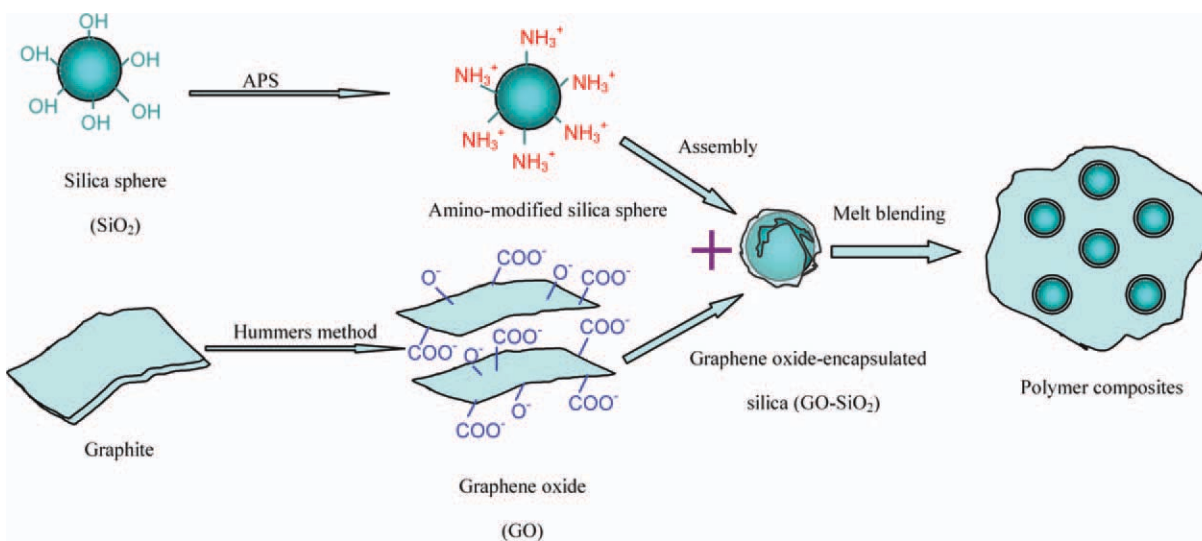 OH
OH
OH
OH
OH
OH
Silica sphere
(SiO₂)
APS
NH₃⁺
NH₃⁺
NH₃⁺
NH₃⁺
NH₃⁺
NH₃⁺
Amino-modified silica sphere
Assembly
Graphite
Hummers method
COO⁻
O⁻
O⁻
COO⁻
COO⁻
COO⁻
O⁻
COO⁻
COO⁻
O⁻
COO⁻
Graphene oxide
(GO)
+
Graphene oxide-encapsulated
silica (GO-SiO₂)
Melt blending
Polymer composites